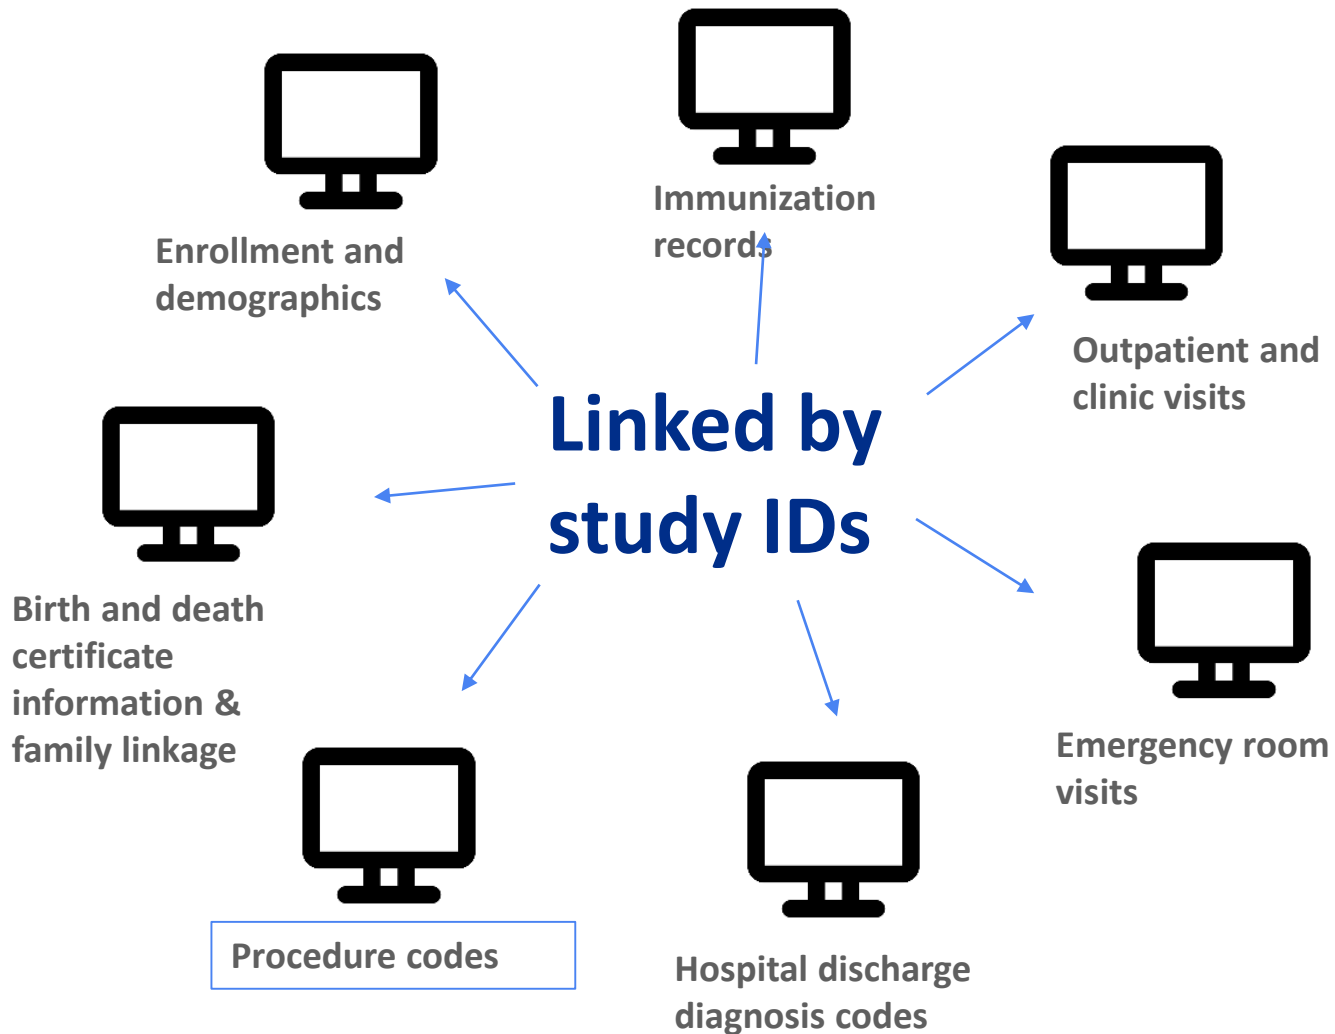 Immunization
records
Enrollment and
demographics
Outpatient and
clinic visits
Linked by
study IDs
Birth and death
certificate
information &
family linkage
Emergency room
visits
Procedure codes
Hospital discharge
diagnosis codes